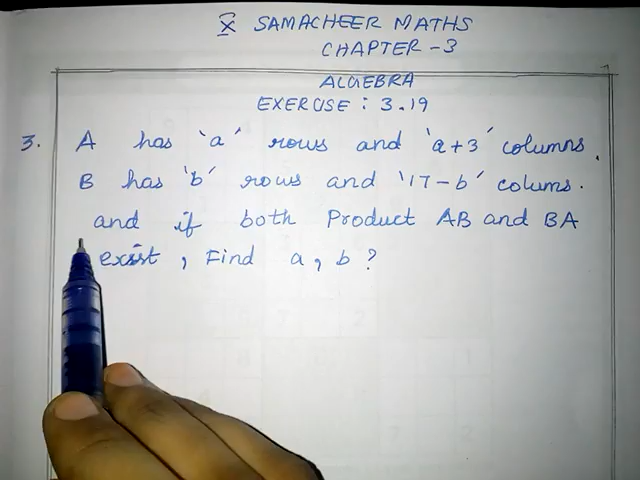 X SAMACHEER MATHS
CHAPTER -3
ALGEBRA
EXERCISE : 3.19
3. A has 'a' rows and 'a+3' columns.
B has 'b' rows and '17-b' colums.
and if both Product AB and BA
exist, Find a, b ?